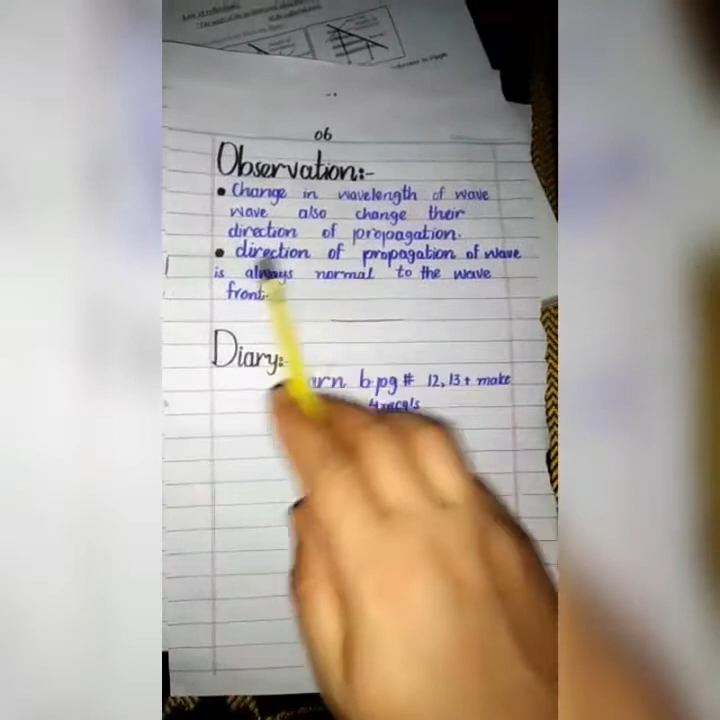 06
Observation:-
• Change in wavelength of wave
wave also change their
direction of propagation.
• direction of propagation of wave
is always normal to the wave
front.
Diary:-
b.pg # 12, 13 + make